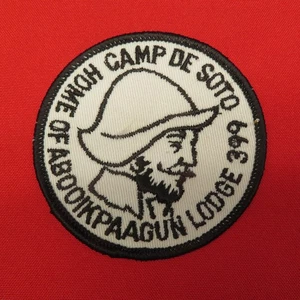 CAMP DE SOTO
HOME OF ABOOIKPAAGUN LODGE 399